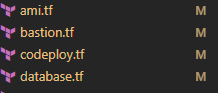 ami.tf M
bastion.tf M
codeploy.tf M
database.tf M